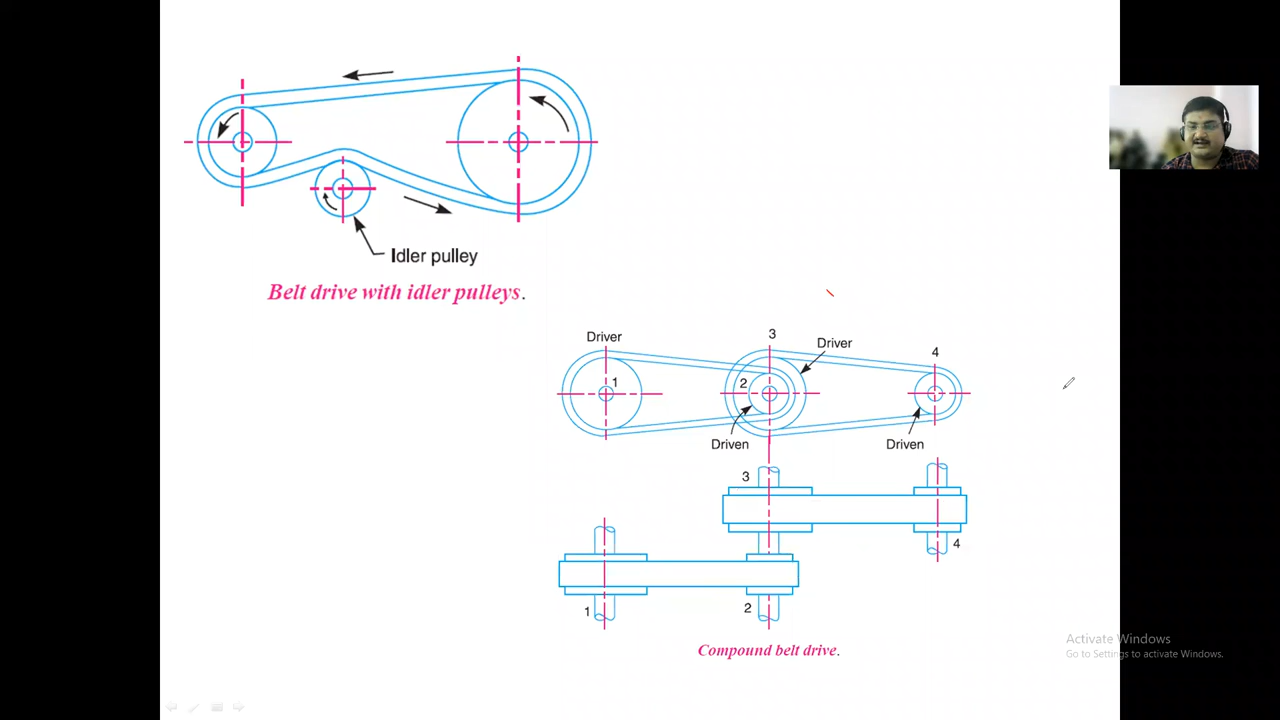 Idler pulley
Belt drive with idler pulleys.
Driver
3
Driver
4
1
2
Driven
Driven
3
4
1
2
Compound belt drive.
Activate Windows
Go to Settings to activate Windows.